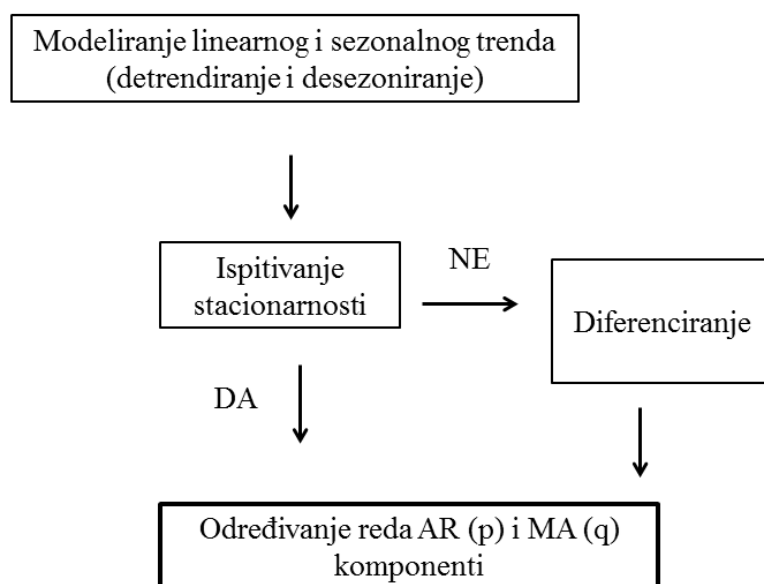 Modeliranje linearnog i sezonalnog trenda
(detrendiranje i desezoniranje)
Ispitivanje
stacionarnosti
NE
Diferenciranje
DA
Određivanje reda AR (p) i MA (q)
komponenti